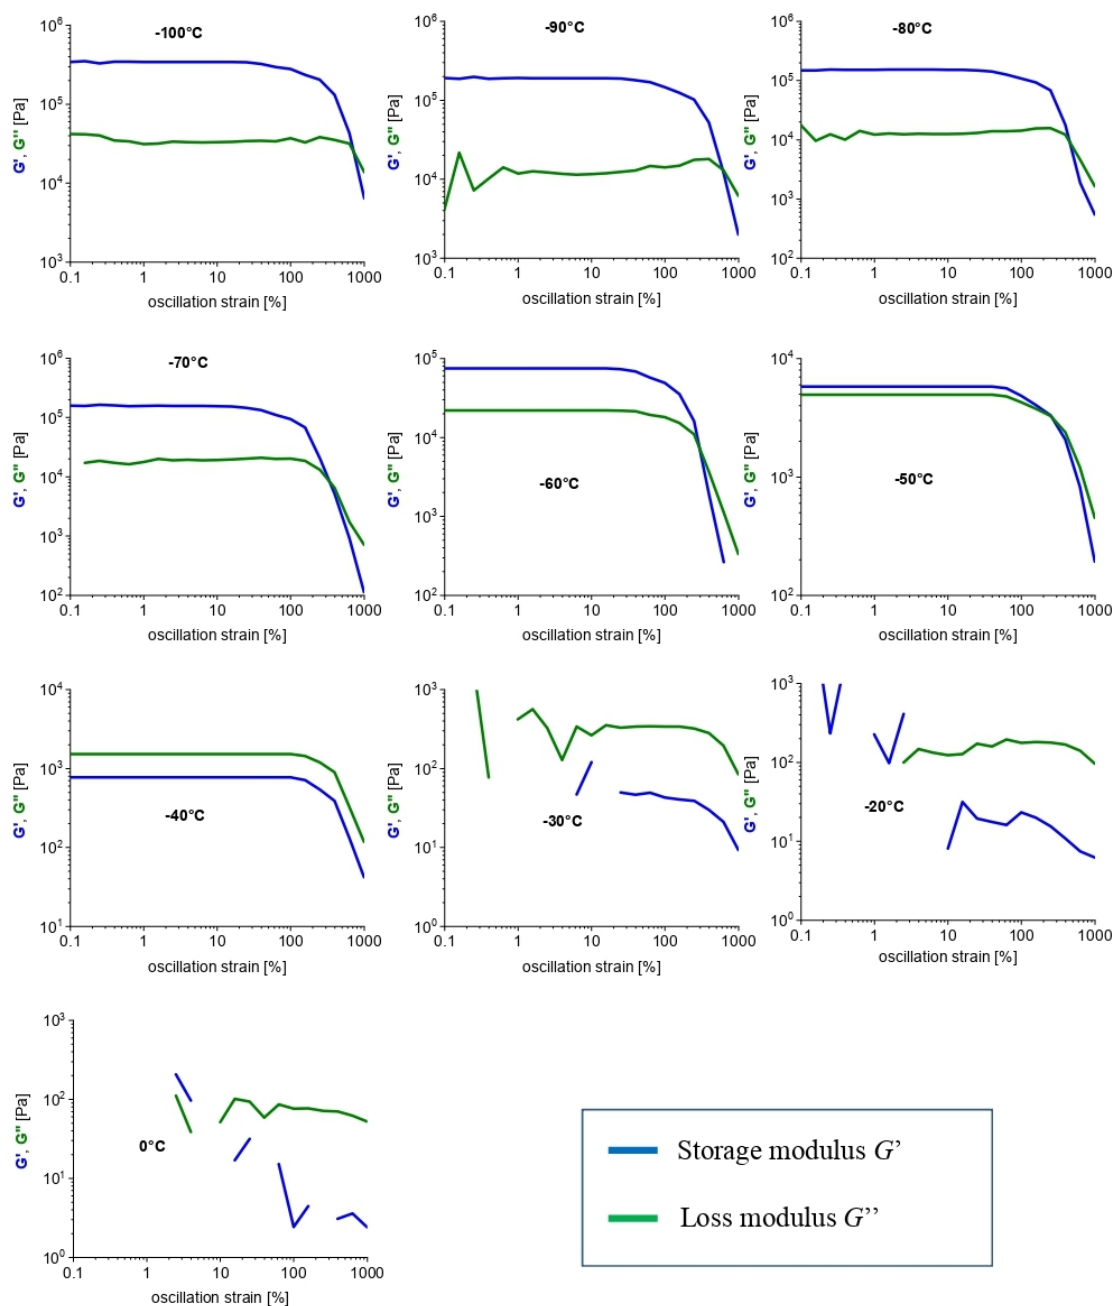 -100°C
10⁶
10⁵
10⁴
10³
G', G" [Pa]
0.1 1 10 100 1000
oscillation strain [%]
-90°C
10⁶
10⁵
10⁴
10³
G', G" [Pa]
0.1 1 10 100 1000
oscillation strain [%]
-80°C
10⁶
10⁵
10⁴
10³
10²
G', G" [Pa]
0.1 1 10 100 1000
oscillation strain [%]
-70°C
10⁶
10⁵
10⁴
10³
10²
G', G" [Pa]
0.1 1 10 100 1000
oscillation strain [%]
-60°C
10⁵
10⁴
10³
10²
G', G" [Pa]
0.1 1 10 100 1000
oscillation strain [%]
-50°C
10⁴
10³
10²
G', G" [Pa]
0.1 1 10 100 1000
oscillation strain [%]
-40°C
10⁴
10³
10²
10¹
G', G" [Pa]
0.1 1 10 100 1000
oscillation strain [%]
-30°C
10³
10²
10¹
10⁰
G', G" [Pa]
0.1 1 10 100 1000
oscillation strain [%]
-20°C
10³
10²
10¹
10⁰
G', G" [Pa]
0.1 1 10 100 1000
oscillation strain [%]
0°C
10³
10²
10¹
10⁰
G', G" [Pa]
0.1 1 10 100 1000
oscillation strain [%]
Storage modulus G’
Loss modulus G’’